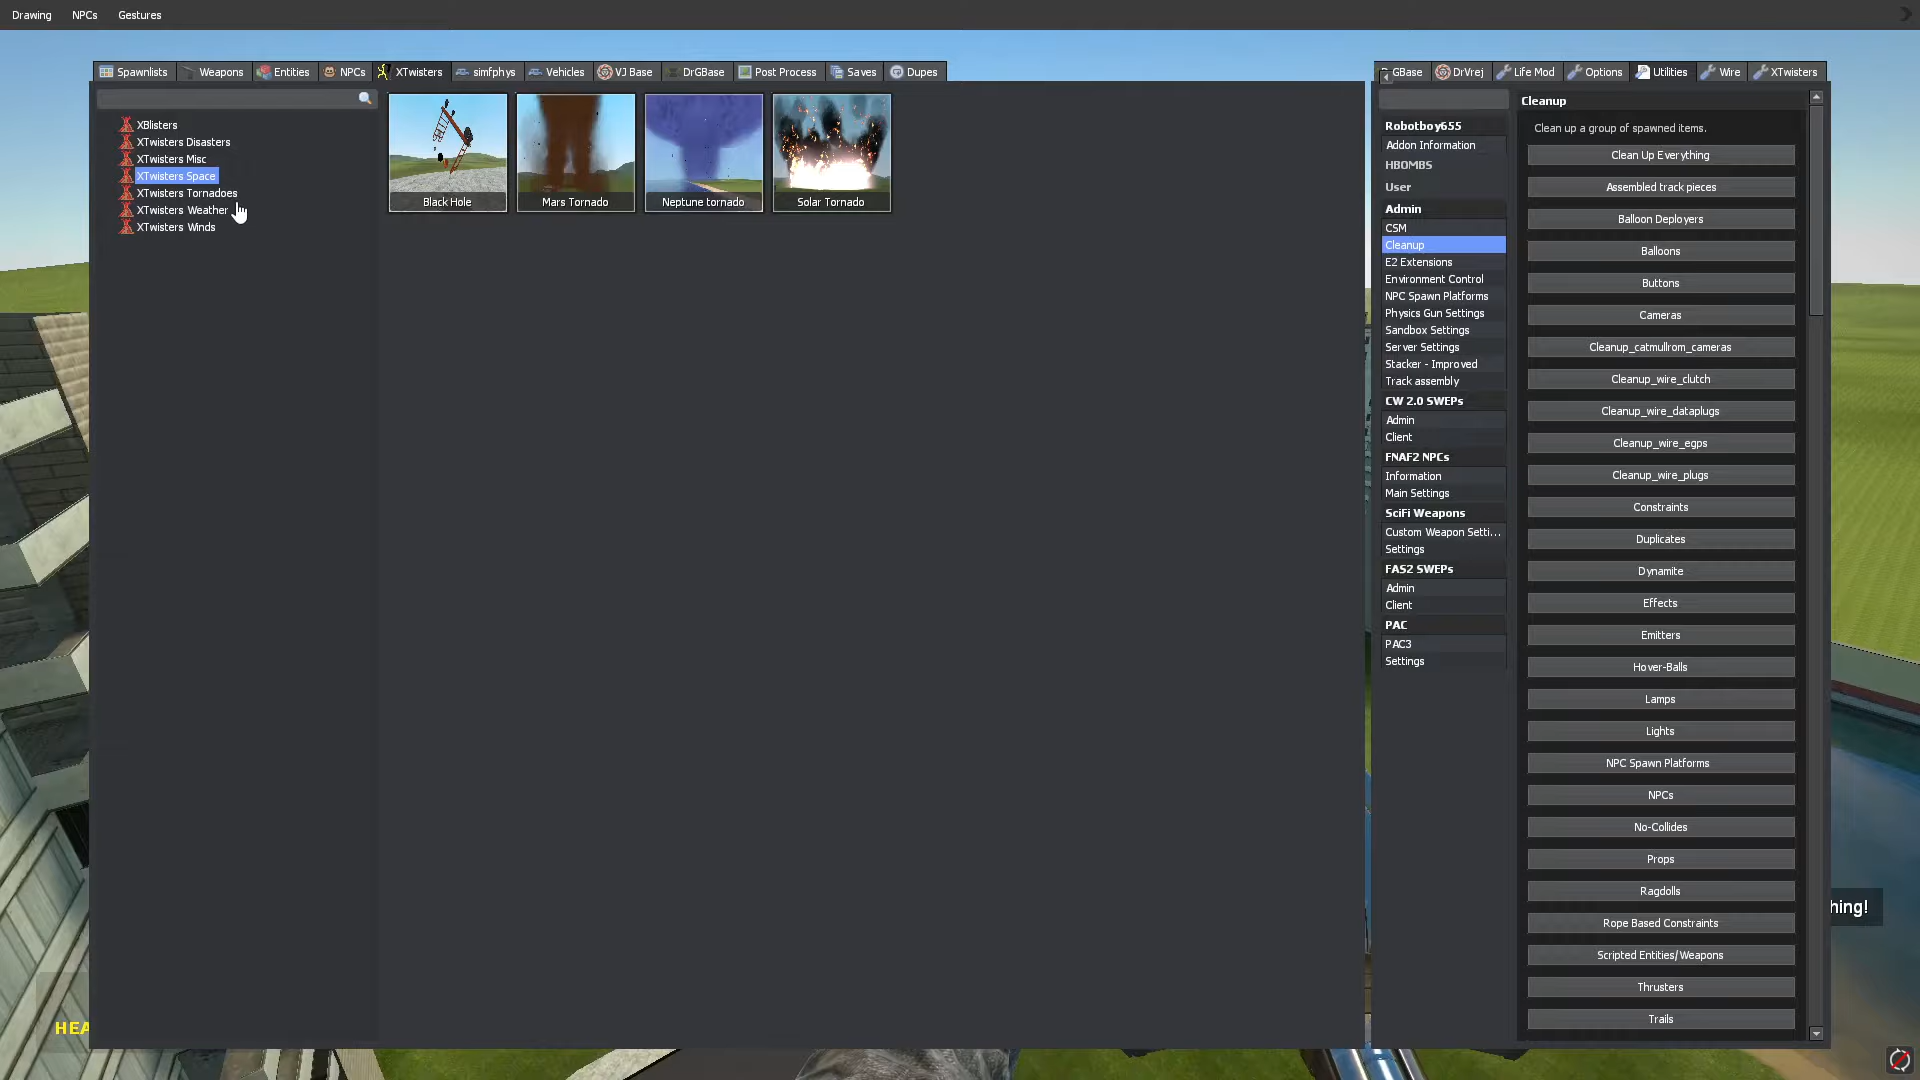 Drawing NPCs Gestures
Spawnlists Weapons Entities NPCs XTwisters simfphys Vehicles VJ Base DrGBase Post Process Saves Dupes
XBlisters
XTwisters Disasters
XTwisters Misc
XTwisters Space
XTwisters Tornadoes
XTwisters Weather
XTwisters Winds
Black Hole
Mars Tornado
Neptune tornado
Solar Tornado
GBase DrVrej Life Mod Options Utilities Wire XTwisters
Robotboy655
Addon Information
HBOMBS
User
Admin
CSM
Cleanup
E2 Extensions
Environment Control
NPC Spawn Platforms
Physics Gun Settings
Sandbox Settings
Server Settings
Stacker - Improved
Track assembly
CW 2.0 SWEPs
Admin
Client
FNAF2 NPCs
Information
Main Settings
SciFi Weapons
Custom Weapon Setti...
Settings
FAS2 SWEPs
Admin
Client
PAC
PAC3
Settings
Cleanup
Clean up a group of spawned items.
Clean Up Everything
Assembled track pieces
Balloon Deployers
Balloons
Buttons
Cameras
Cleanup_catmullrom_cameras
Cleanup_wire_clutch
Cleanup_wire_dataplugs
Cleanup_wire_egps
Cleanup_wire_plugs
Constraints
Duplicates
Dynamite
Effects
Emitters
Hover-Balls
Lamps
Lights
NPC Spawn Platforms
NPCs
No-Collides
Props
Ragdolls
Rope Based Constraints
Scripted Entities/Weapons
Thrusters
Trails
hing!
HEA